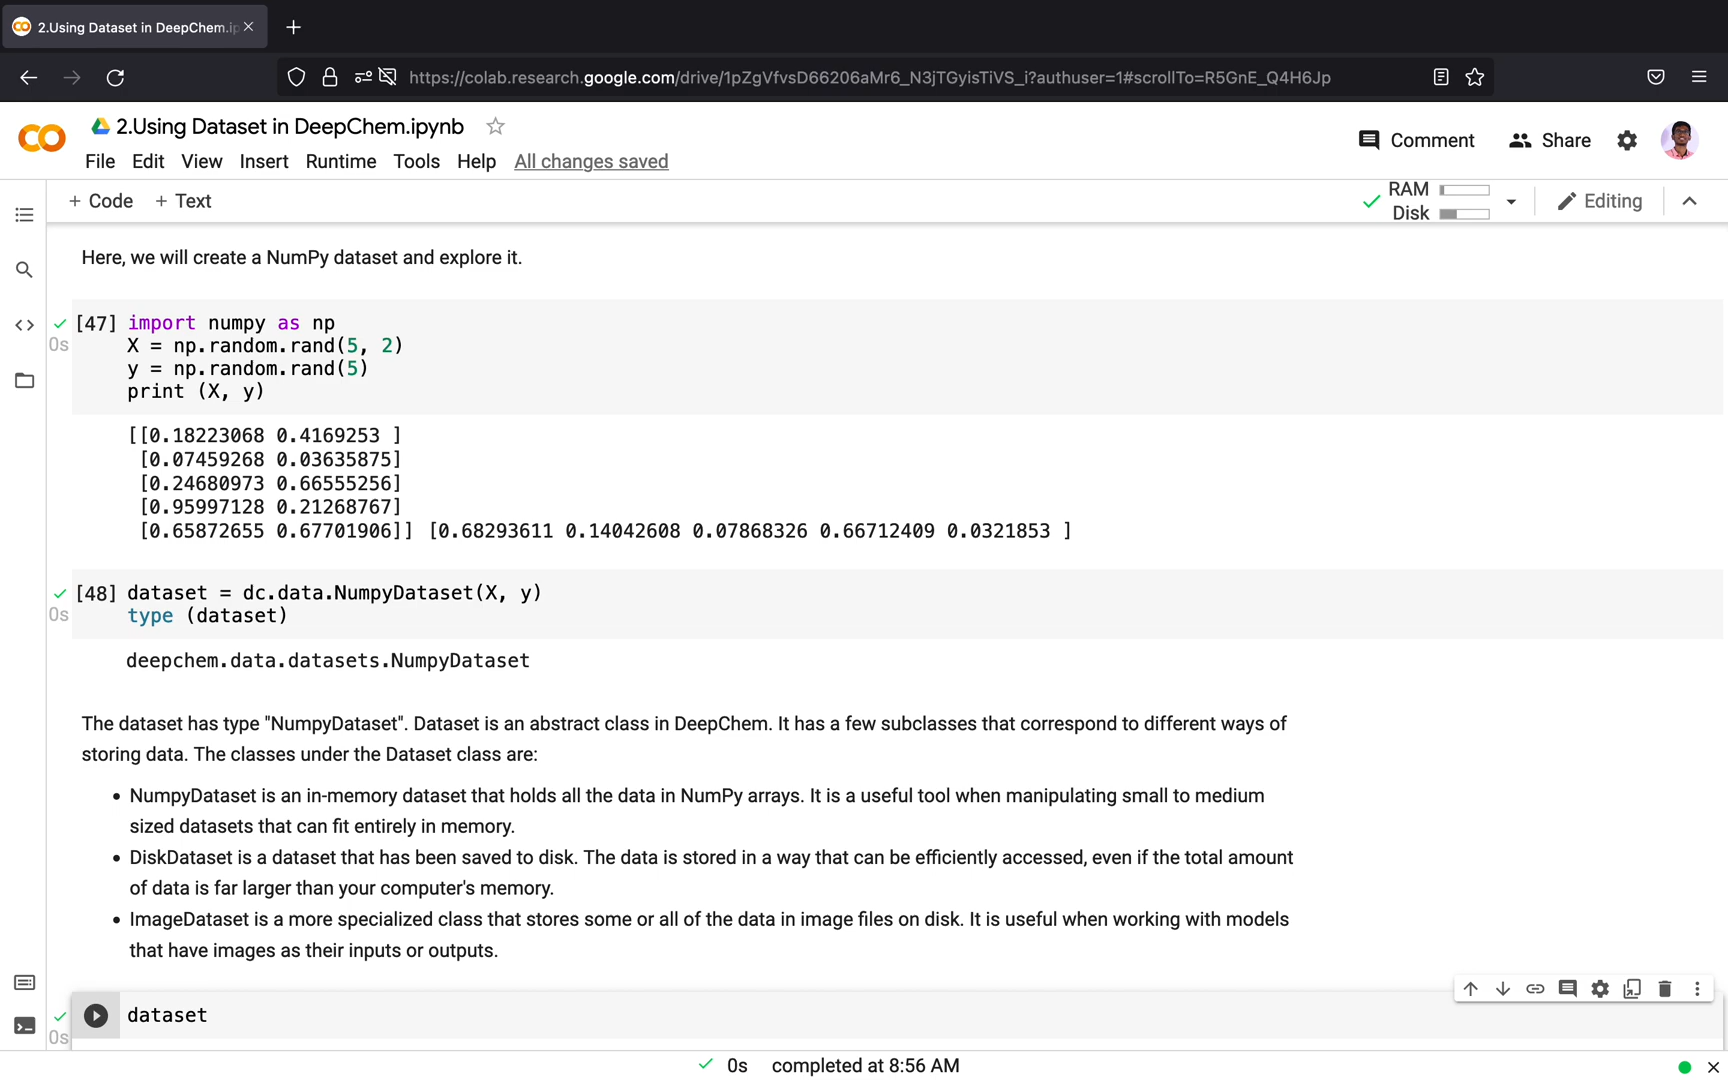 2.Using Dataset in DeepChem.ip
https://colab.research.google.com/drive/1pZgVfvsD66206aMr6_N3jTGyisTiVS_i?authuser=1#scrollTo=R5GnE_Q4H6Jp
2.Using Dataset in DeepChem.ipynb
Comment Share
File Edit View Insert Runtime Tools Help All changes saved
+ Code + Text
RAM
Disk
Editing
Here, we will create a NumPy dataset and explore it.
[47] import numpy as np
0s
X = np.random.rand(5, 2)
y = np.random.rand(5)
print (X, y)
[[0.18223068 0.4169253 ]
[0.07459268 0.03635875]
[0.24680973 0.66555256]
[0.95997128 0.21268767]
[0.65872655 0.67701906]] [0.68293611 0.14042608 0.07868326 0.66712409 0.0321853 ]
[48] dataset = dc.data.NumpyDataset(X, y)
0s
type (dataset)
deepchem.data.datasets.NumpyDataset
The dataset has type "NumpyDataset". Dataset is an abstract class in DeepChem. It has a few subclasses that correspond to different ways of
storing data. The classes under the Dataset class are:
• NumpyDataset is an in-memory dataset that holds all the data in NumPy arrays. It is a useful tool when manipulating small to medium
sized datasets that can fit entirely in memory.
• DiskDataset is a dataset that has been saved to disk. The data is stored in a way that can be efficiently accessed, even if the total amount
of data is far larger than your computer's memory.
• ImageDataset is a more specialized class that stores some or all of the data in image files on disk. It is useful when working with models
that have images as their inputs or outputs.
dataset
0s
0s completed at 8:56 AM